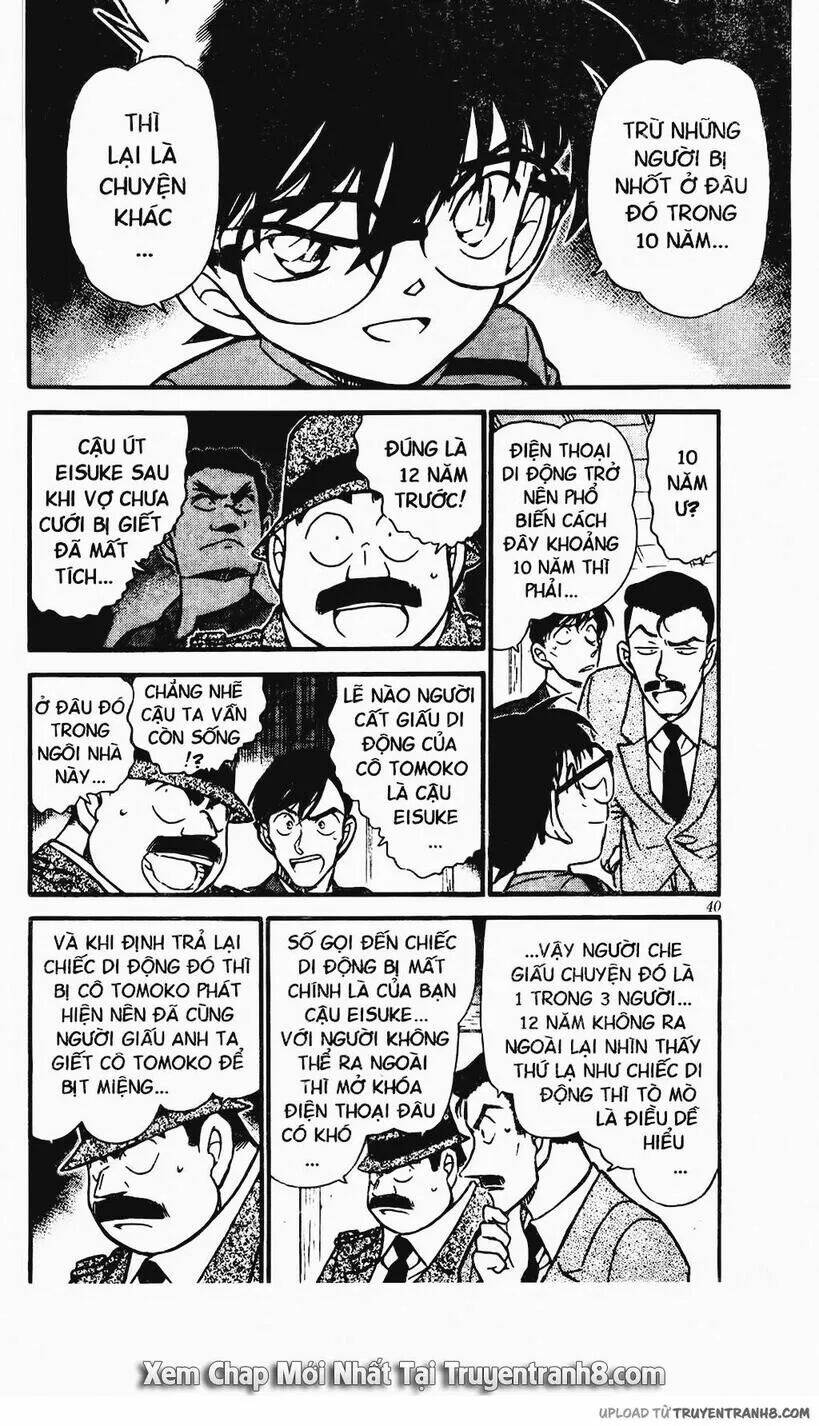 TRỪ NHỮNG
NGƯỜI BỊ
NHỐT Ở ĐÂU
ĐÓ TRONG
10 NĂM...
THÌ
LẠI LÀ
CHUYỆN
KHÁC
...
10
NĂM
Ư?
ĐIỆN THOẠI
DI ĐỘNG TRỞ
NÊN PHỔ
BIẾN CÁCH
ĐÂY KHOẢNG
10 NĂM THÌ
PHẢI...
ĐÚNG LÀ
12 NĂM
TRƯỚC!
CẬU ÚT
EISUKE SAU
KHI VỢ CHƯA
CƯỚI BỊ GIẾT
ĐÃ MẤT
TÍCH...
LẼ NÀO NGƯỜI
CẤT GIẤU DI
ĐỘNG CỦA
CÔ TOMOKO
LÀ CẬU
EISUKE
...
CHẲNG NHẼ
CẬU TA VẪN
CÒN SỐNG
!?
Ở ĐÂU ĐÓ
TRONG
NGÔI NHÀ
NÀY...
40
...VẬY NGƯỜI CHE
GIẤU CHUYỆN ĐÓ LÀ
1 TRONG 3 NGƯỜI...
12 NĂM KHÔNG RA
NGOÀI LẠI NHÌN THẤY
THỨ LẠ NHƯ CHIẾC DI
ĐỘNG THÌ TÒ MÒ
LÀ ĐIỀU DỄ
HIỂU
...
SỐ GỌI ĐẾN CHIẾC
DI ĐỘNG BỊ MẤT
CHÍNH LÀ CỦA BẠN
CẬU EISUKE...
VỚI NGƯỜI KHÔNG
THỂ RA NGOÀI
THÌ MỞ KHÓA
ĐIỆN THOẠI ĐÂU
CÓ KHÓ
...
VÀ KHI ĐỊNH TRẢ LẠI
CHIẾC DI ĐỘNG ĐÓ THÌ
BỊ CÔ TOMOKO PHÁT
HIỆN NÊN ĐÃ CÙNG
NGƯỜI GIẤU ANH TA
GIẾT CÔ TOMOKO ĐỂ
BỊT MIỆNG...
Xem Chap Mới Nhất Tại Truyentranh8.com
UPLOAD TỪ TRUYENTRANH8.COM